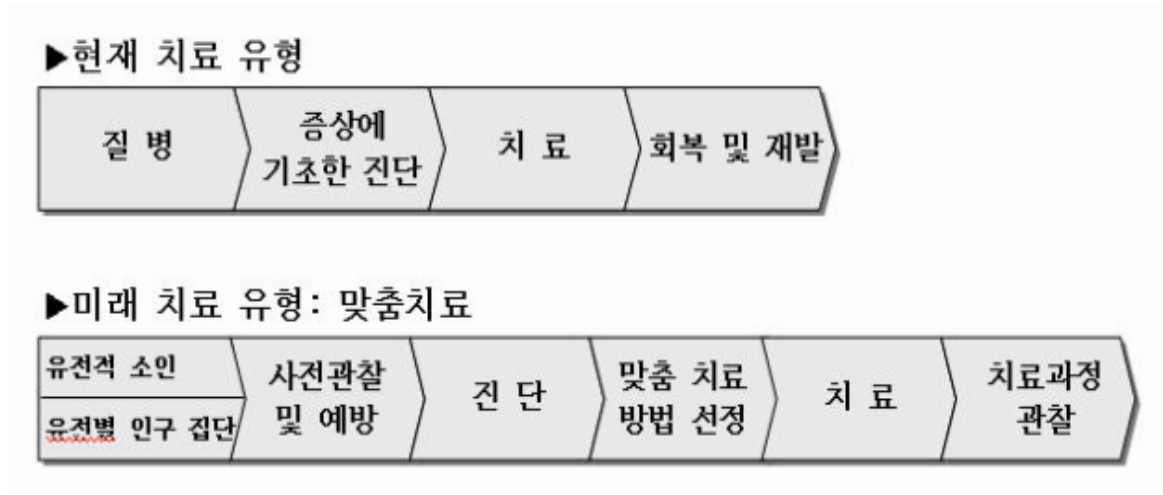 ▶현재 치료 유형
질 병
증상에
기초한 진단
치 료
회복 및 재발
▶미래 치료 유형: 맞춤치료
유전적 소인
유전별 인구 집단
사전관찰
및 예방
진 단
맞춤 치료
방법 선정
치 료
치료과정
관찰